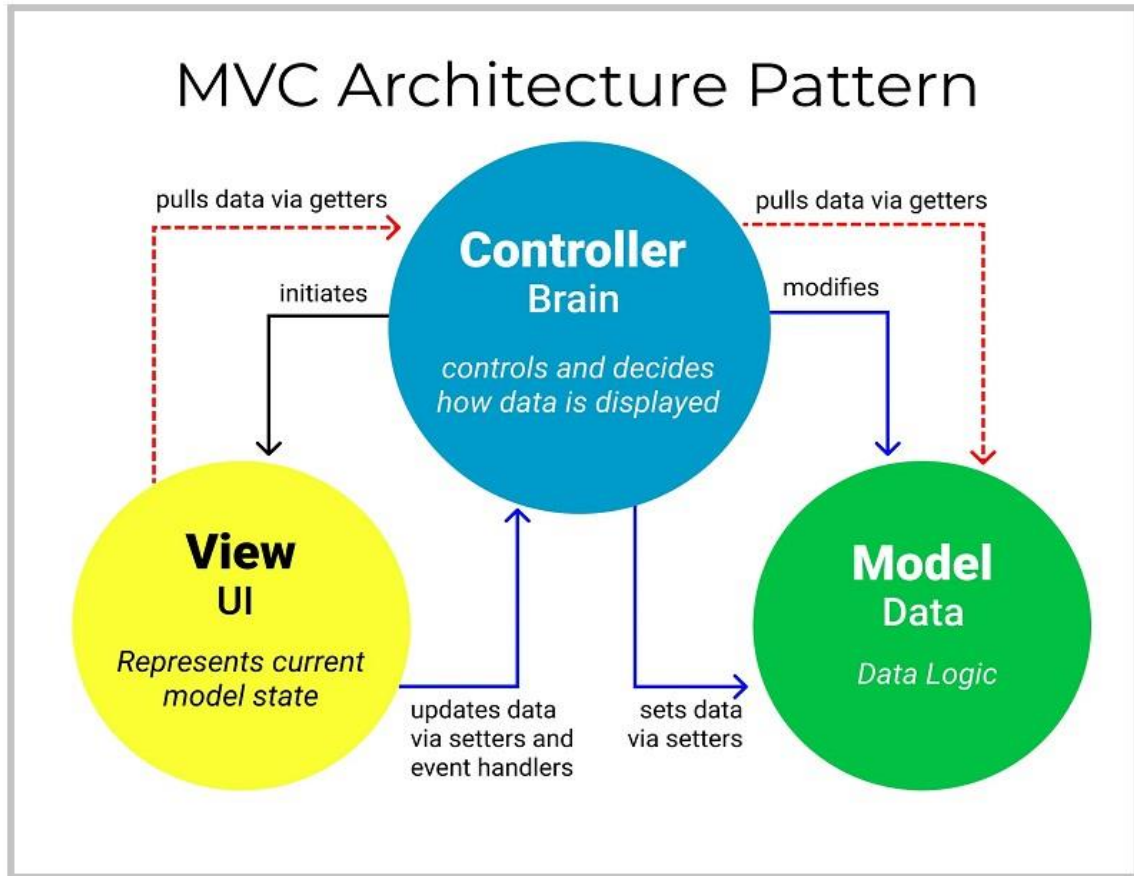 MVC Architecture Pattern
pulls data via getters
pulls data via getters
Controller
Brain
initiates
modifies
controls and decides
how data is displayed
View
UI
Represents current
model state
Model
Data
Data Logic
updates data
via setters and
event handlers
sets data
via setters